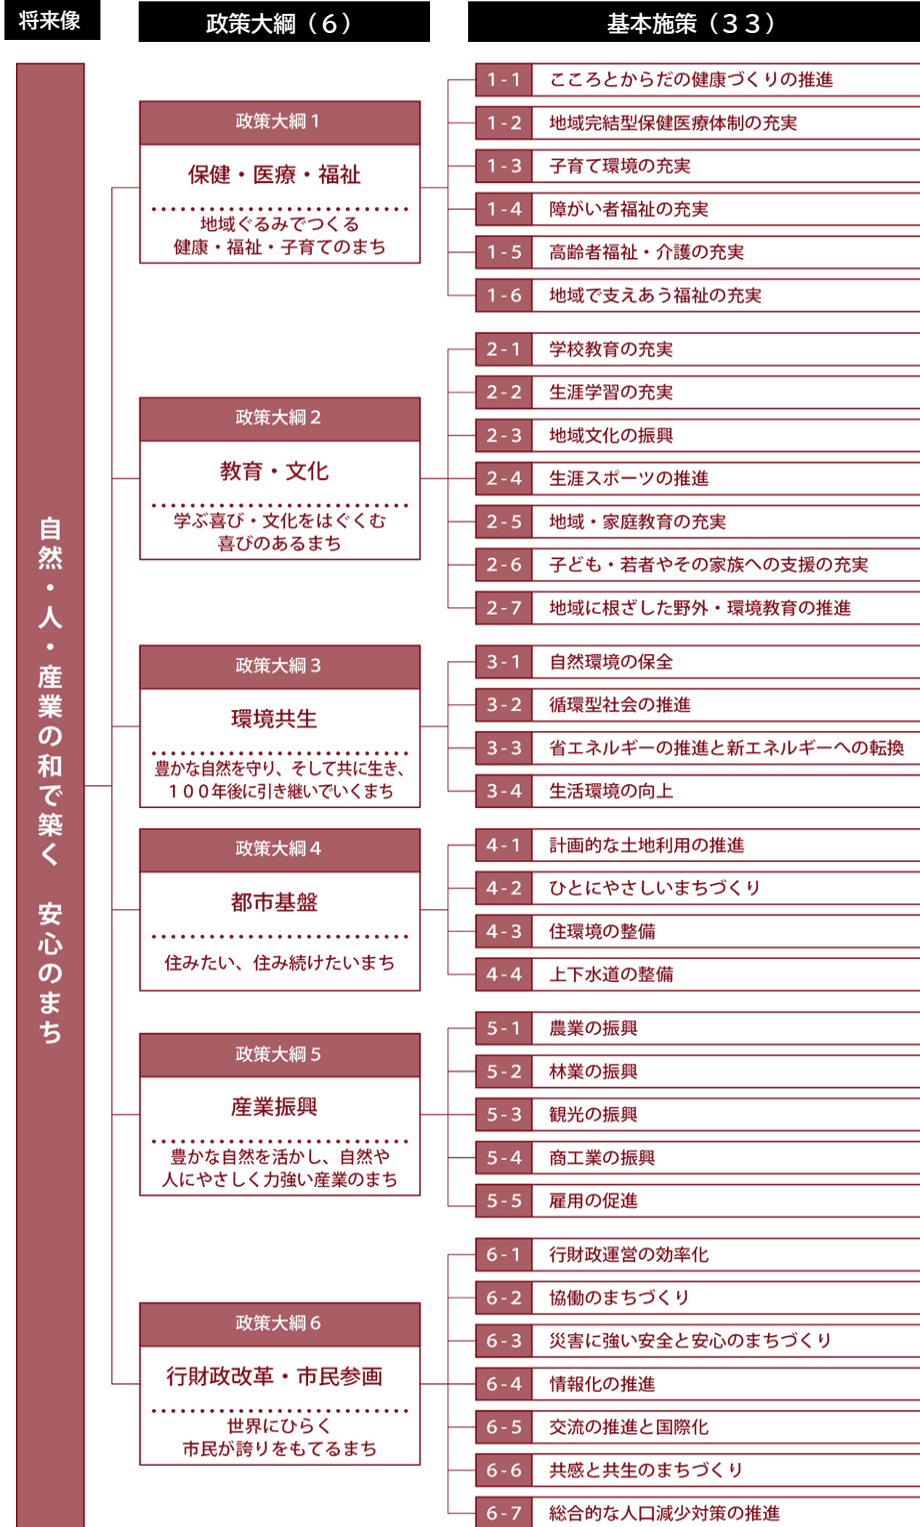 将来像
政策大綱（６）
基本施策（３３）
自然・人・産業の和で築く　安心のまち
政策大綱１
保健・医療・福祉
地域ぐるみでつくる
健康・福祉・子育てのまち
1-1 こころとからだの健康づくりの推進
1-2 地域完結型保健医療体制の充実
1-3 子育て環境の充実
1-4 障がい者福祉の充実
1-5 高齢者福祉・介護の充実
1-6 地域で支えあう福祉の充実
政策大綱２
教育・文化
学ぶ喜び・文化をはぐくむ
喜びのあるまち
2-1 学校教育の充実
2-2 生涯学習の充実
2-3 地域文化の振興
2-4 生涯スポーツの推進
2-5 地域・家庭教育の充実
2-6 子ども・若者やその家族への支援の充実
2-7 地域に根ざした野外・環境教育の推進
政策大綱３
環境共生
豊かな自然を守り、そして共に生き、
１００年後に引き継いでいくまち
3-1 自然環境の保全
3-2 循環型社会の推進
3-3 省エネルギーの推進と新エネルギーへの転換
3-4 生活環境の向上
政策大綱４
都市基盤
住みたい、住み続けたいまち
4-1 計画的な土地利用の推進
4-2 ひとにやさしいまちづくり
4-3 住環境の整備
4-4 上下水道の整備
政策大綱５
産業振興
豊かな自然を活かし、自然や
人にやさしく力強い産業のまち
5-1 農業の振興
5-2 林業の振興
5-3 観光の振興
5-4 商工業の振興
5-5 雇用の促進
政策大綱６
行財政改革・市民参画
世界にひらく
市民が誇りをもてるまち
6-1 行財政運営の効率化
6-2 協働のまちづくり
6-3 災害に強い安全と安心のまちづくり
6-4 情報化の推進
6-5 交流の推進と国際化
6-6 共感と共生のまちづくり
6-7 総合的な人口減少対策の推進